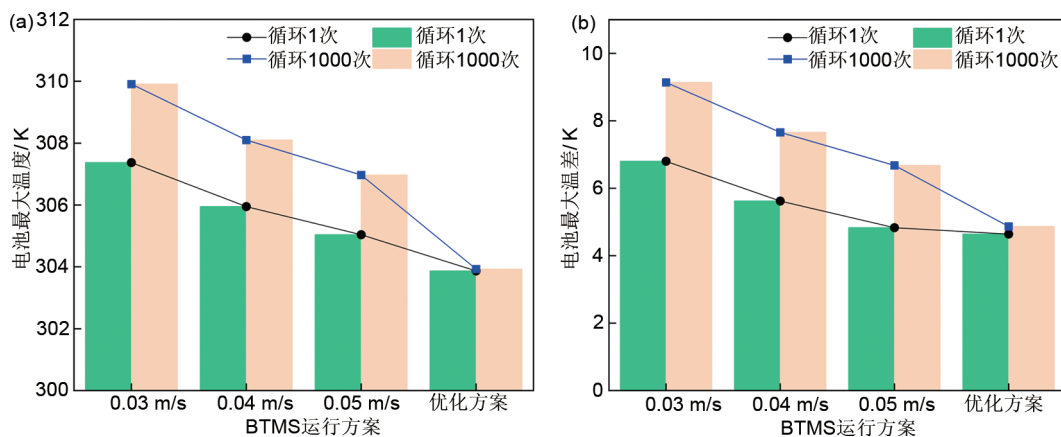 (a)
312
310
308
306
304
302
300
电池最大温度/K
循环1次
循环1000次
循环1次
循环1000次
0.03 m/s
0.04 m/s
0.05 m/s
优化方案
BTMS运行方案
(b)
10
8
6
4
2
0
电池最大温差/K
循环1次
循环1000次
循环1次
循环1000次
0.03 m/s
0.04 m/s
0.05 m/s
优化方案
BTMS运行方案